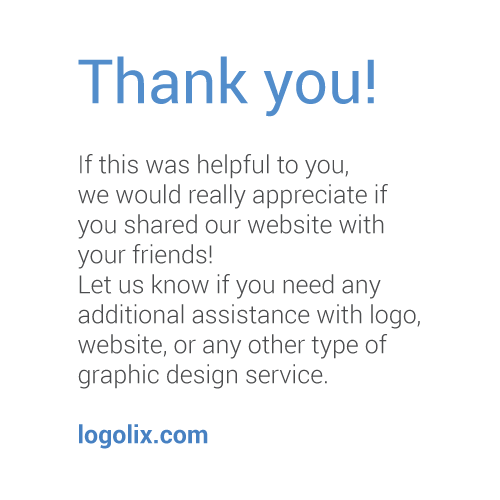 Thank you!
If this was helpful to you,
we would really appreciate if
you shared our website with
your friends!
Let us know if you need any
additional assistance with logo,
website, or any other type of
graphic design service.
logolix.com